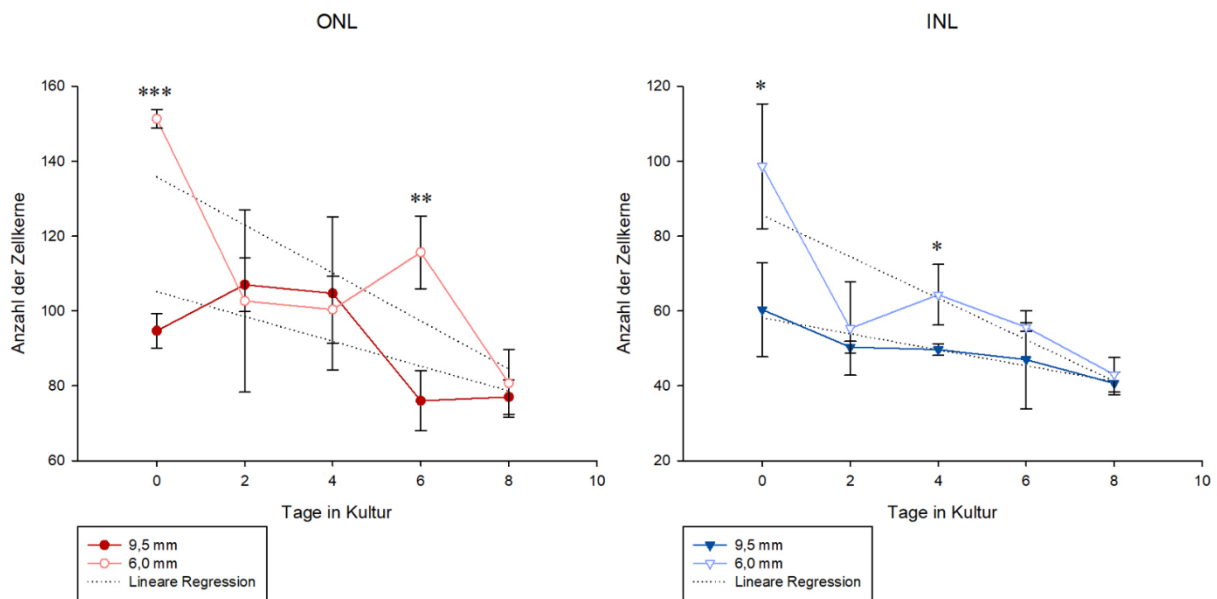 ONL
160
140
120
100
80
60
***
**
Anzahl der Zellkerne
0 2 4 6 8 10
Tage in Kultur
9,5 mm
6,0 mm
Lineare Regression
INL
120
100
80
60
40
20
*
*
Anzahl der Zellkerne
0 2 4 6 8 10
Tage in Kultur
9,5 mm
6,0 mm
Lineare Regression